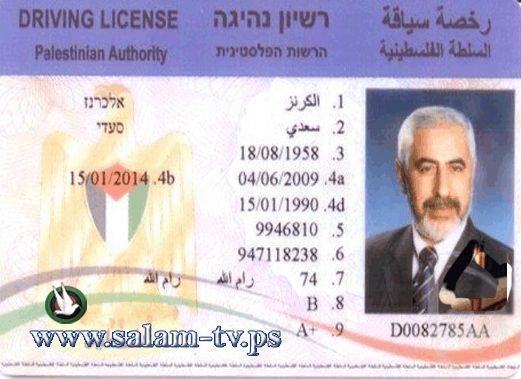 DRIVING LICENSE רשיון נהיגה رخصة سياقة
Palestinian Authority הרשות הפלסטינית السلطة الفلسطينية
1. الكرنز אלכרנז
2. سعدي סעדי
3. 18/08/1958
4a. 04/06/2009 4b. 15/01/2014
4d. 15/01/1990
5. 9946810
6. 947118238
7. 74 رام الله رام الله
8. B
9. A+
D0082785AA
www.salam-tv.ps